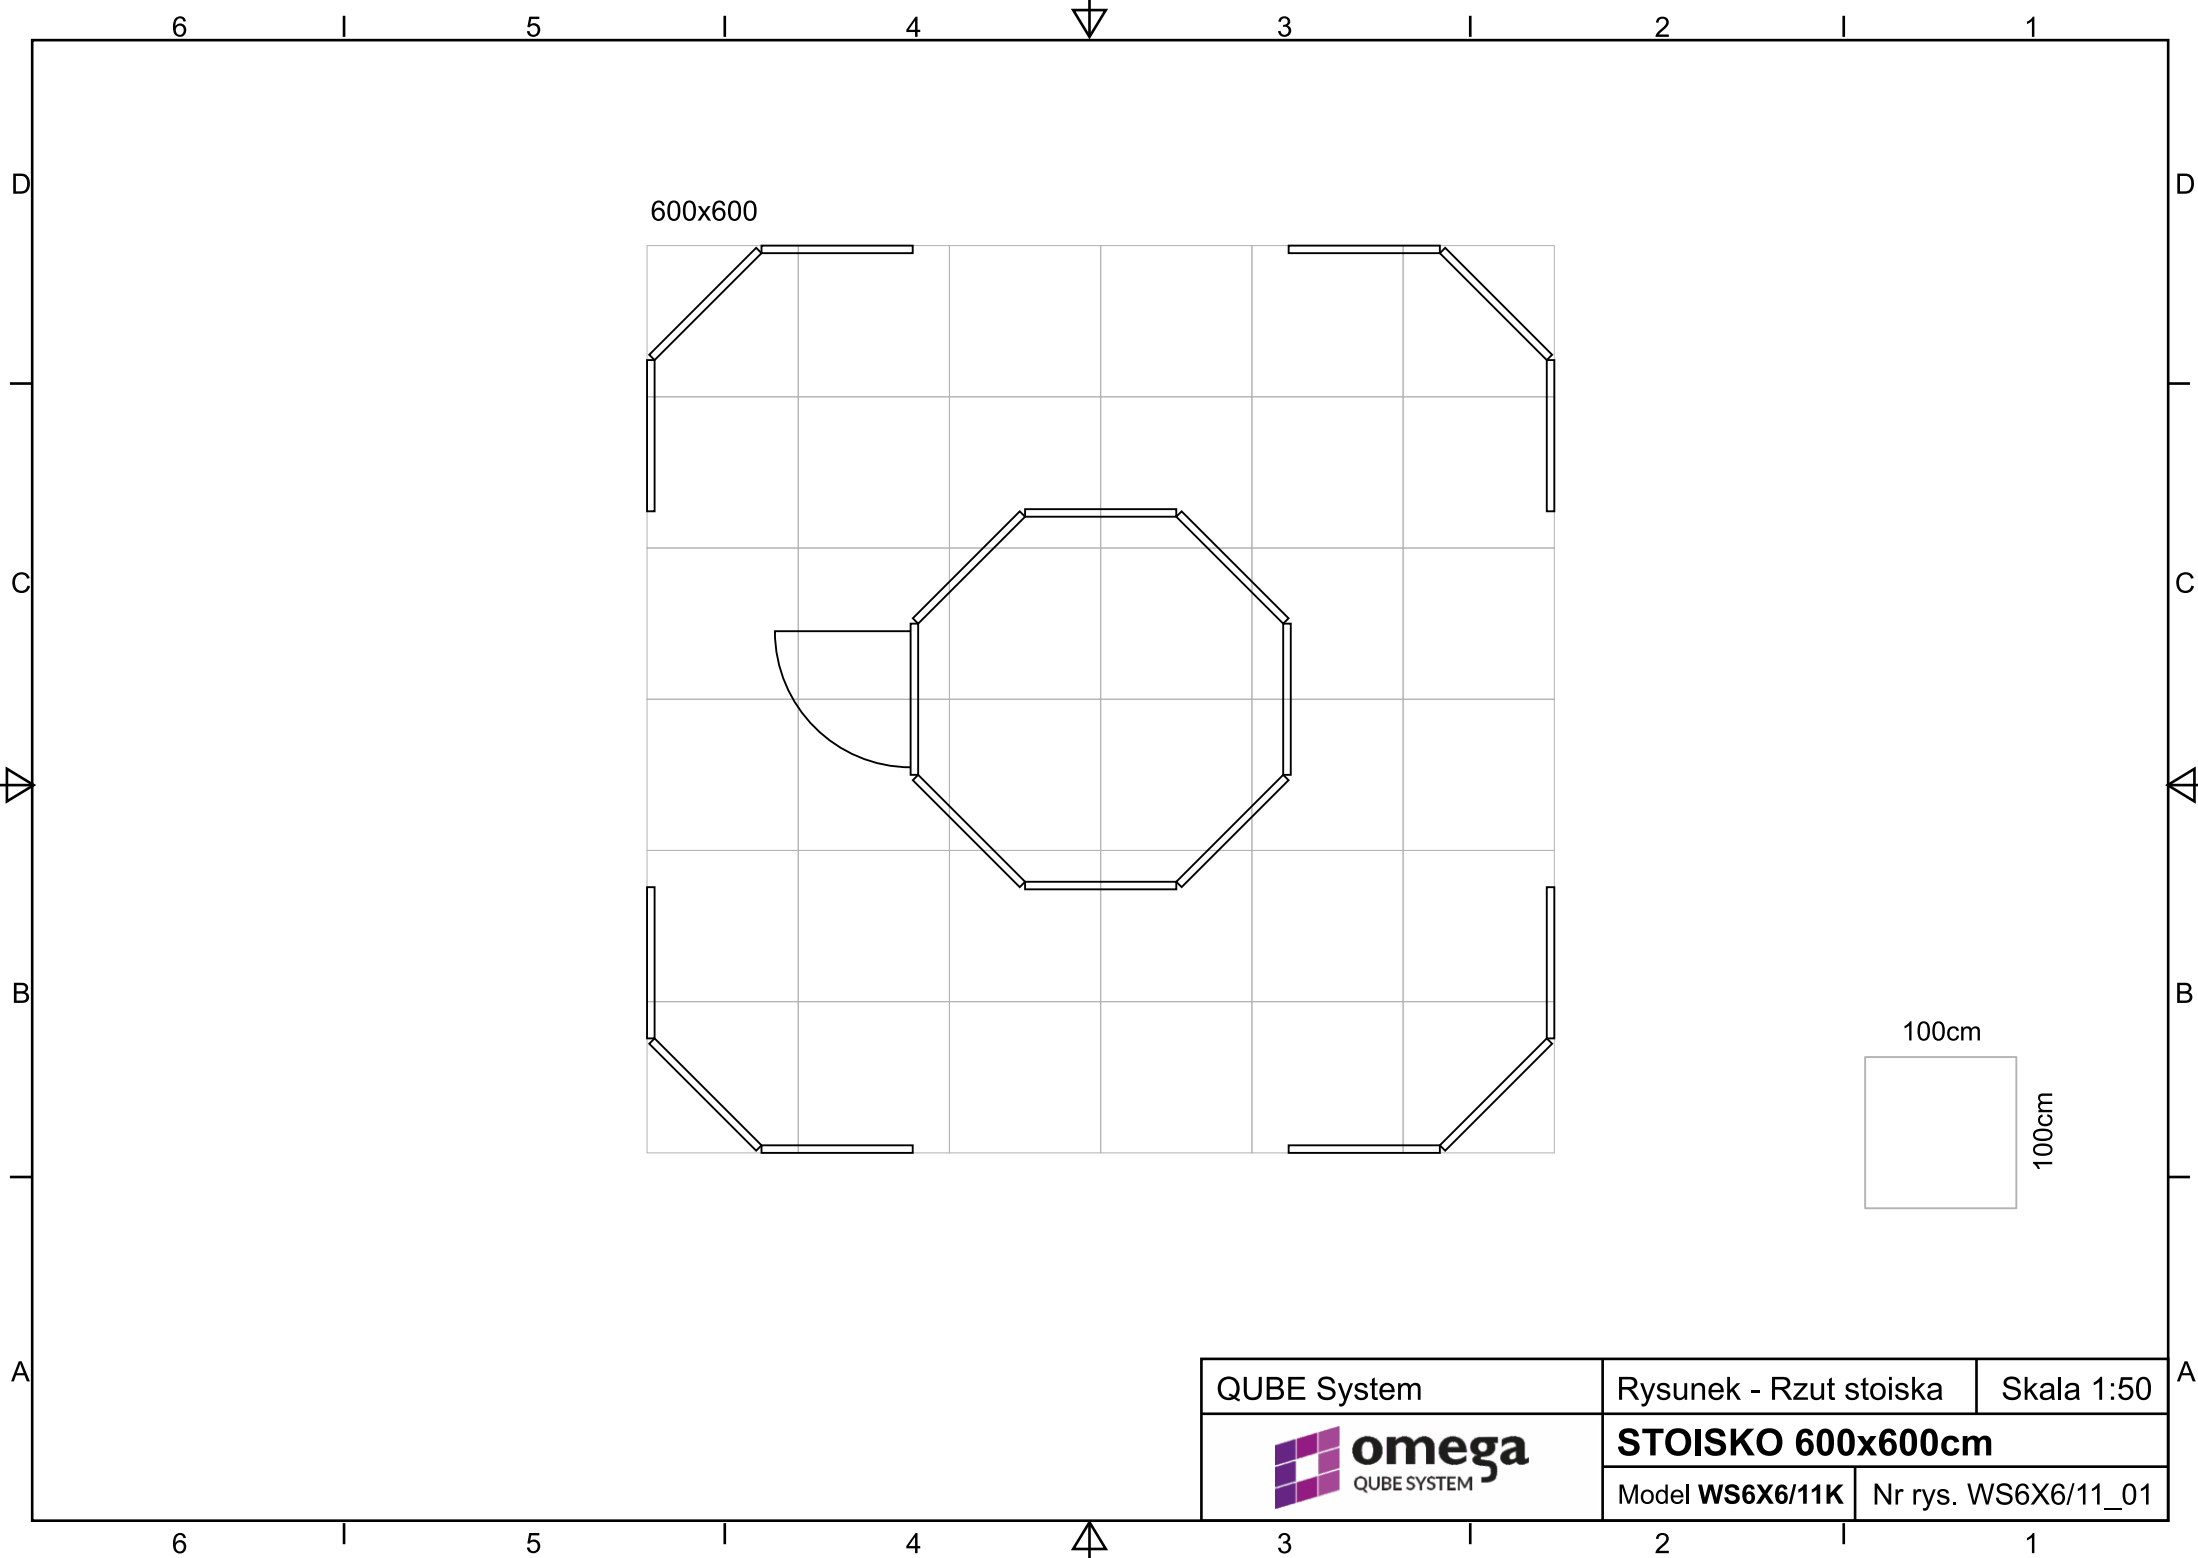 6 5 4 3 2 1
D D
600x600
C C
B B
100cm
100cm
A A
QUBE System
Rysunek - Rzut stoiska
Skala 1:50
omega
QUBE SYSTEM
STOISKO 600x600cm
Model WS6X6/11K
Nr rys. WS6X6/11_01
6 5 4 3 2 1